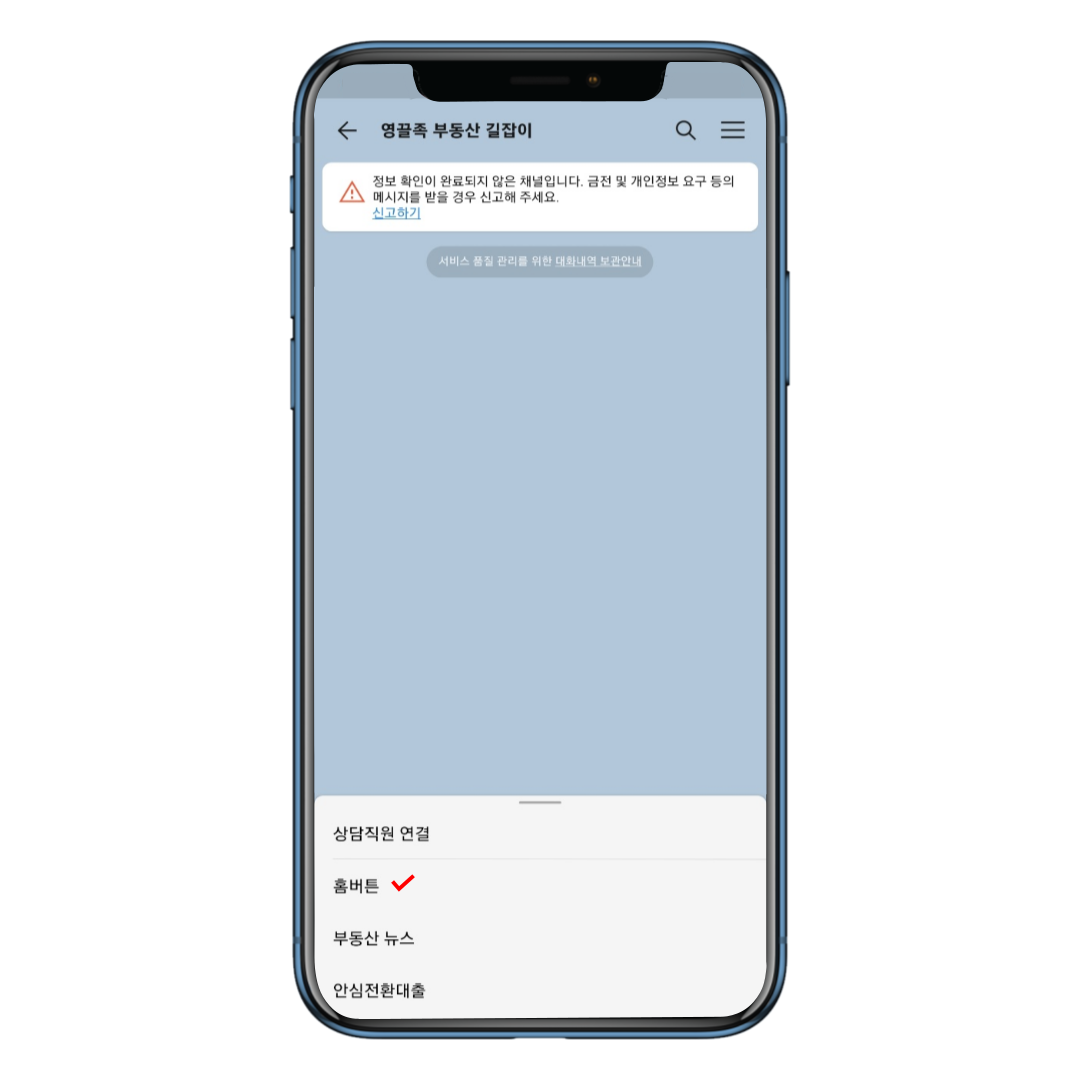 영끌족 부동산 길잡이
정보 확인이 완료되지 않은 채널입니다. 금전 및 개인정보 요구 등의
메시지를 받을 경우 신고해 주세요.
신고하기
서비스 품질 관리를 위한 대화내역 보관안내
상담직원 연결
홈버튼
부동산 뉴스
안심전환대출